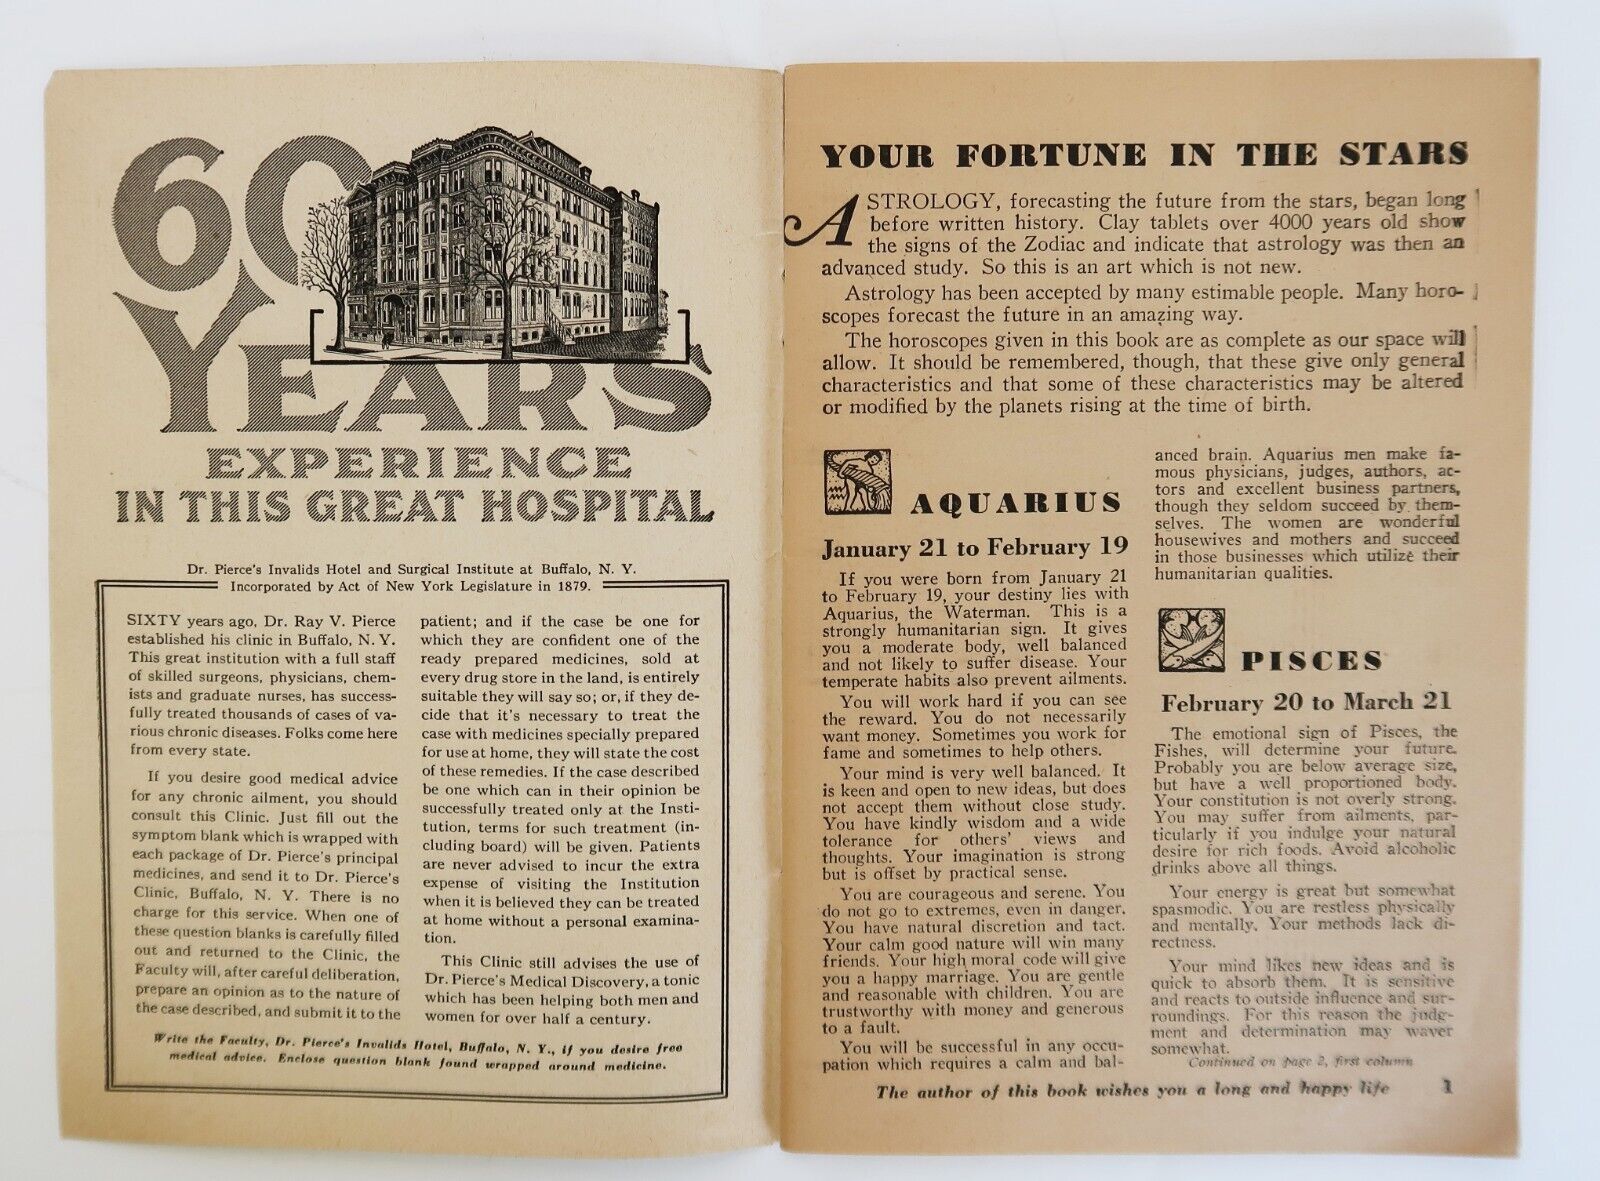 60
YEARS
EXPERIENCE
IN THIS GREAT HOSPITAL
Dr. Pierce's Invalids Hotel and Surgical Institute at Buffalo, N. Y.
Incorporated by Act of New York Legislature in 1879.
SIXTY years ago, Dr. Ray V. Pierce
established his clinic in Buffalo, N. Y.
This great institution with a full staff
of skilled surgeons, physicians, chem-
ists and graduate nurses, has success-
fully treated thousands of cases of va-
rious chronic diseases. Folks come here
from every state.
If you desire good medical advice
for any chronic ailment, you should
consult this Clinic. Just fill out the
symptom blank which is wrapped with
each package of Dr. Pierce's principal
medicines, and send it to Dr. Pierce's
Clinic, Buffalo, N. Y. There is no
charge for this service. When one of
these question blanks is carefully filled
out and returned to the Clinic, the
Faculty will, after careful deliberation,
prepare an opinion as to the nature of
the case described, and submit it to the
patient; and if the case be one for
which they are confident one of the
ready prepared medicines, sold at
every drug store in the land, is entirely
suitable they will say so; or, if they de-
cide that it's necessary to treat the
case with medicines specially prepared
for use at home, they will state the cost
of these remedies. If the case described
be one which can in their opinion be
successfully treated only at the Insti-
tution, terms for such treatment (in-
cluding board) will be given. Patients
are never advised to incur the extra
expense of visiting the Institution
when it is believed they can be treated
at home without a personal examina-
tion.
This Clinic still advises the use of
Dr. Pierce's Medical Discovery, a tonic
which has been helping both men and
women for over half a century.
Write the Faculty, Dr. Pierce's Invalids Hotel, Buffalo, N. Y., if you desire free
medical advice. Enclose question blank found wrapped around medicine.
YOUR FORTUNE IN THE STARS
ASTROLOGY, forecasting the future from the stars, began long
before written history. Clay tablets over 4000 years old show
the signs of the Zodiac and indicate that astrology was then an
advanced study. So this is an art which is not new.
Astrology has been accepted by many estimable people. Many horo-
scopes forecast the future in an amazing way.
The horoscopes given in this book are as complete as our space will
allow. It should be remembered, though, that these give only general
characteristics and that some of these characteristics may be altered
or modified by the planets rising at the time of birth.
AQUARIUS
January 21 to February 19
If you were born from January 21
to February 19, your destiny lies with
Aquarius, the Waterman. This is a
strongly humanitarian sign. It gives
you a moderate body, well balanced
and not likely to suffer disease. Your
temperate habits also prevent ailments.
You will work hard if you can see
the reward. You do not necessarily
want money. Sometimes you work for
fame and sometimes to help others.
Your mind is very well balanced. It
is keen and open to new ideas, but does
not accept them without close study.
You have kindly wisdom and a wide
tolerance for others' views and
thoughts. Your imagination is strong
but is offset by practical sense.
You are courageous and serene. You
do not go to extremes, even in danger.
You have natural discretion and tact.
Your calm good nature will win many
friends. Your high moral code will give
you a happy marriage. You are gentle
and reasonable with children. You are
trustworthy with money and generous
to a fault.
You will be successful in any occu-
pation which requires a calm and bal-
anced brain. Aquarius men make fa-
mous physicians, judges, authors, ac-
tors and excellent business partners,
though they seldom succeed by them-
selves. The women are wonderful
housewives and mothers and succeed
in those businesses which utilize their
humanitarian qualities.
PISCES
February 20 to March 21
The emotional sign of Pisces, the
Fishes, will determine your future.
Probably you are below average size,
but have a well proportioned body.
Your constitution is not overly strong.
You may suffer from ailments, par-
ticularly if you indulge your natural
desire for rich foods. Avoid alcoholic
drinks above all things.
Your energy is great but somewhat
spasmodic. You are restless physically
and mentally. Your methods lack di-
rectness.
Your mind likes new ideas and is
quick to absorb them. It is sensitive
and reacts to outside influence and sur-
roundings. For this reason the judg-
ment and determination may waver
somewhat.
Continued on page 2, first column
The author of this book wishes you a long and happy life 1